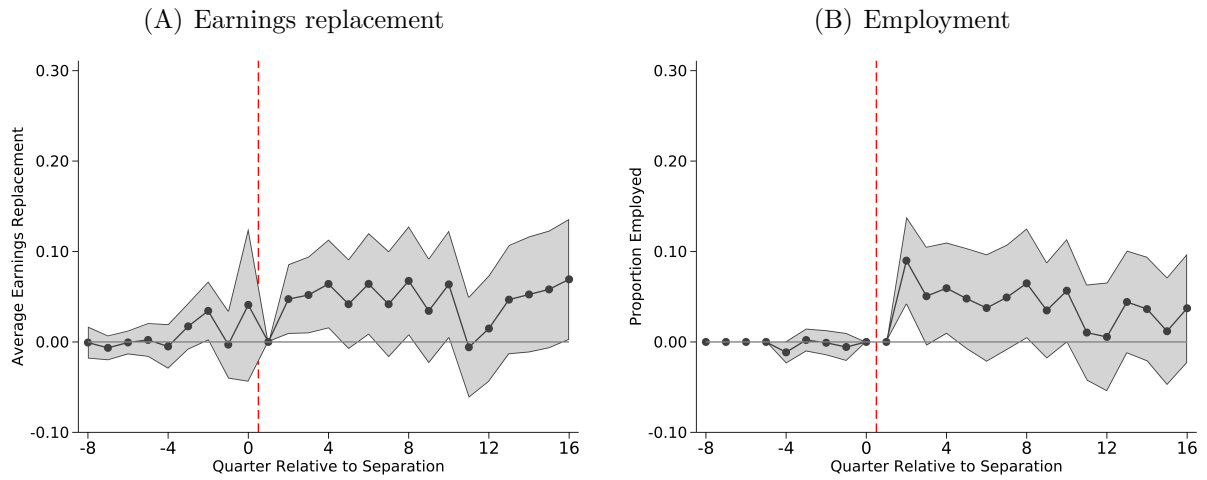 (A) Earnings replacement
0.30
0.20
0.10
0.00
-0.10
Average Earnings Replacement
-8 -4 0 4 8 12 16
Quarter Relative to Separation
(B) Employment
0.30
0.20
0.10
0.00
-0.10
Proportion Employed
-8 -4 0 4 8 12 16
Quarter Relative to Separation